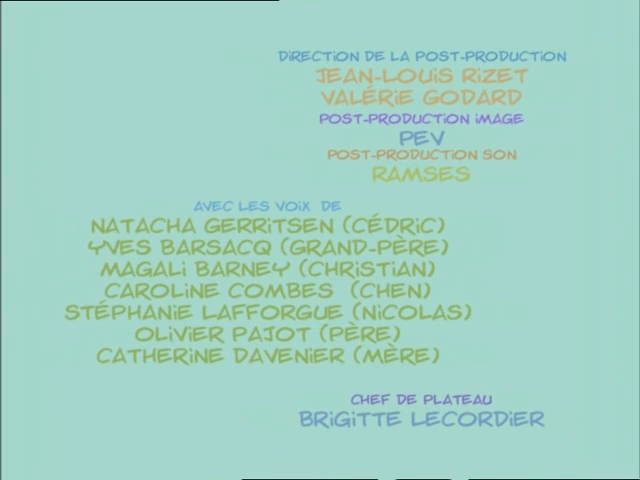 DIRECTION DE LA POST-PRODUCTION
JEAN-LOUIS RIZET
VALÉRIE GODARD
POST-PRODUCTION IMAGE
PEV
POST-PRODUCTION SON
RAMSES
AVEC LES VOIX DE
NATACHA GERRITSEN (CÉDRIC)
YVES BARSACQ (GRAND-PÈRE)
MAGALI BARNEY (CHRISTIAN)
CAROLINE COMBES (CHEN)
STÉPHANIE LAFFORGUE (NICOLAS)
OLIVIER PAJOT (PÈRE)
CATHERINE DAVENIER (MÈRE)
CHEF DE PLATEAU
BRIGITTE LECORDIER